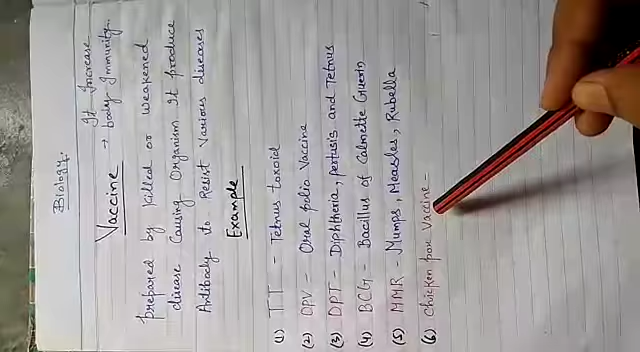 Biology.
It Increase
Vaccine → body Immunity.
prepared by killed or weakened
disease Causing Organism It produce
Antibody to Resist Various diseases
Example
(1) TT - Tetnus toxoid
(2) OPV - Oral polio Vaccine
(3) DPT - Diphtheria, pertusis and Tetnus
(4) BCG - Bacillus of Calmette Guerin
(5) MMR - Mumps, Measles, Rubella
(6) Chicken pox Vaccine -